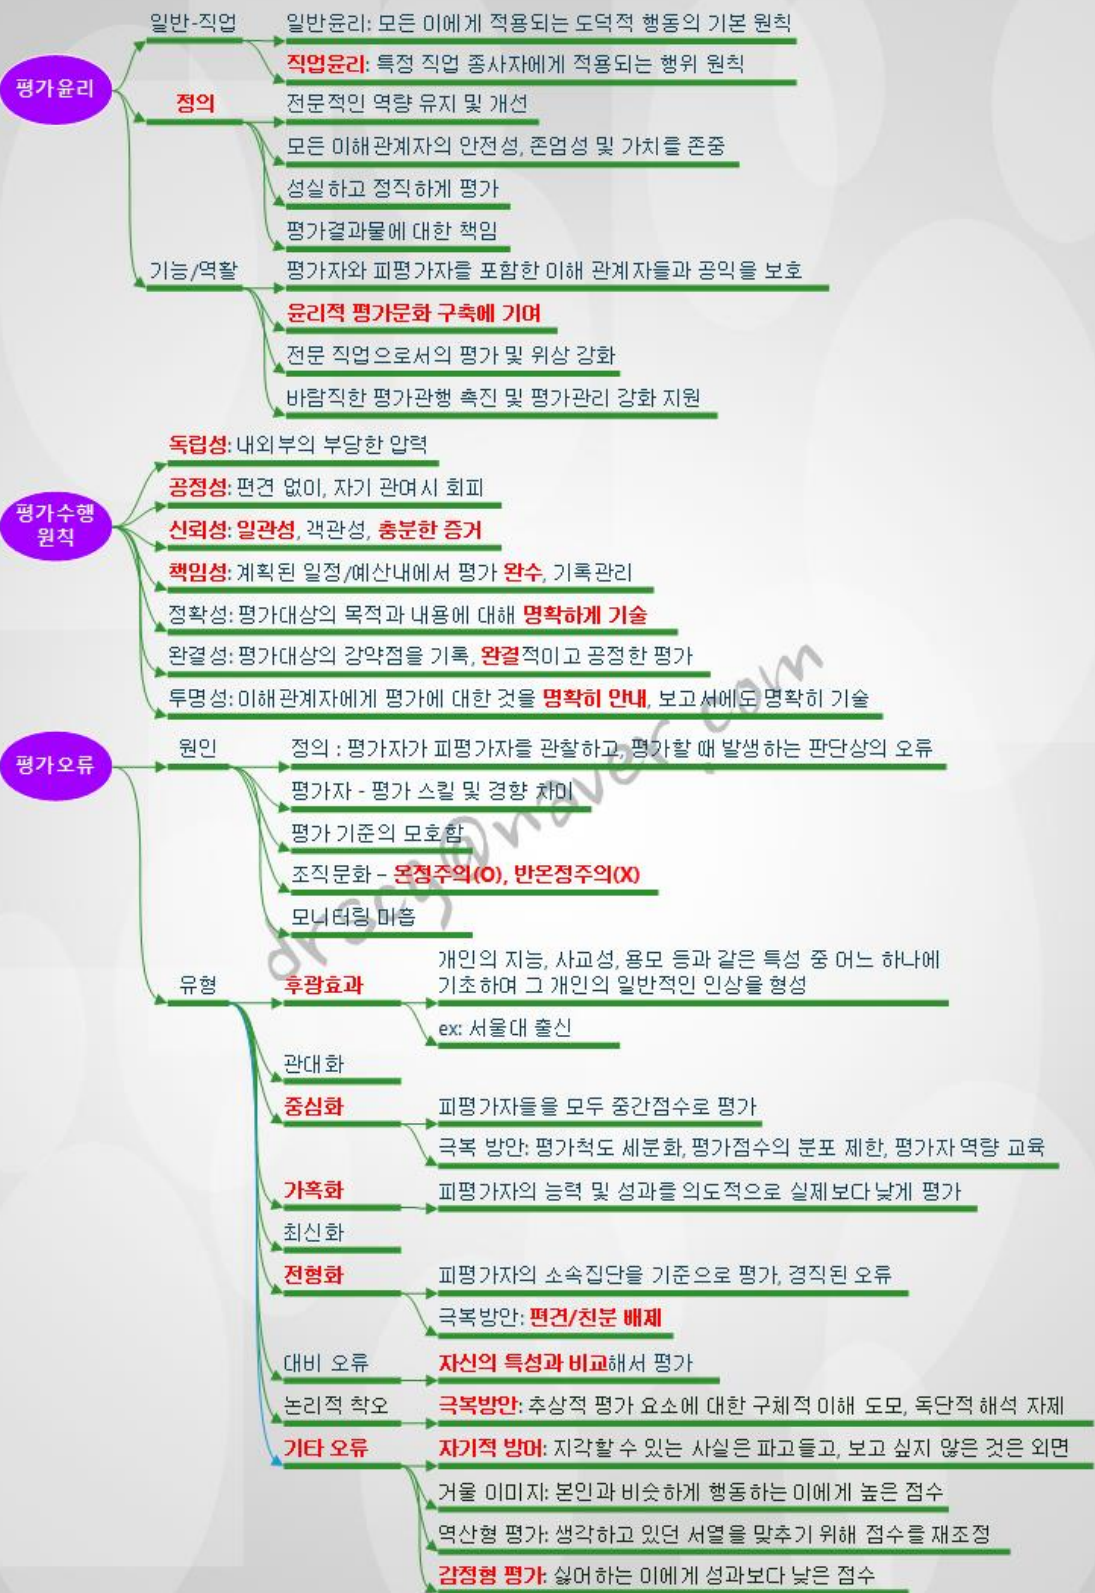 평가윤리
일반-직업
일반윤리: 모든 이에게 적용되는 도덕적 행동의 기본 원칙
직업윤리: 특정 직업 종사자에게 적용되는 행위 원칙
정의
전문적인 역량 유지 및 개선
모든 이해관계자의 안전성, 존엄성 및 가치를 존중
성실하고 정직하게 평가
평가결과물에 대한 책임
기능/역활
평가자와 피평가자를 포함한 이해 관계자들과 공익을 보호
윤리적 평가문화 구축에 기여
전문 직업으로서의 평가 및 위상 강화
바람직한 평가관행 촉진 및 평가관리 강화 지원
평가수행
원칙
독립성: 내외부의 부당한 압력
공정성: 편견 없이, 자기 관여시 회피
신뢰성: 일관성, 객관성, 충분한 증거
책임성: 계획된 일정/예산내에서 평가 완수, 기록관리
정확성: 평가대상의 목적과 내용에 대해 명확하게 기술
완결성: 평가대상의 강약점을 기록, 완결적이고 공정한 평가
투명성: 이해관계자에게 평가에 대한 것을 명확히 안내, 보고서에도 명확히 기술
평가오류
원인
정의 : 평가자가 피평가자를 관찰하고, 평가할 때 발생하는 판단상의 오류
평가자 - 평가 스킬 및 경향 차이
평가 기준의 모호함
조직문화 – 온정주의(O), 반온정주의(X)
모니터링 미흡
유형
후광효과
개인의 지능, 사교성, 용모 등과 같은 특성 중 어느 하나에
기초하여 그 개인의 일반적인 인상을 형성
ex: 서울대 출신
관대화
중심화
피평가자들을 모두 중간점수로 평가
극복 방안: 평가척도 세분화, 평가점수의 분포 제한, 평가자 역량 교육
가혹화
피평가자의 능력 및 성과를 의도적으로 실제보다 낮게 평가
최신화
전형화
피평가자의 소속집단을 기준으로 평가, 경직된 오류
극복방안: 편견/친분 배제
대비 오류
자신의 특성과 비교해서 평가
논리적 착오
극복방안: 추상적 평가 요소에 대한 구체적 이해 도모, 독단적 해석 자제
기타 오류
자기적 방어: 지각할 수 있는 사실은 파고들고, 보고 싶지 않은 것은 외면
거울 이미지: 본인과 비슷하게 행동하는 이에게 높은 점수
역산형 평가: 생각하고 있던 서열을 맞추기 위해 점수를 재조정
감정형 평가: 싫어하는 이에게 성과보다 낮은 점수
drscg@naver.com